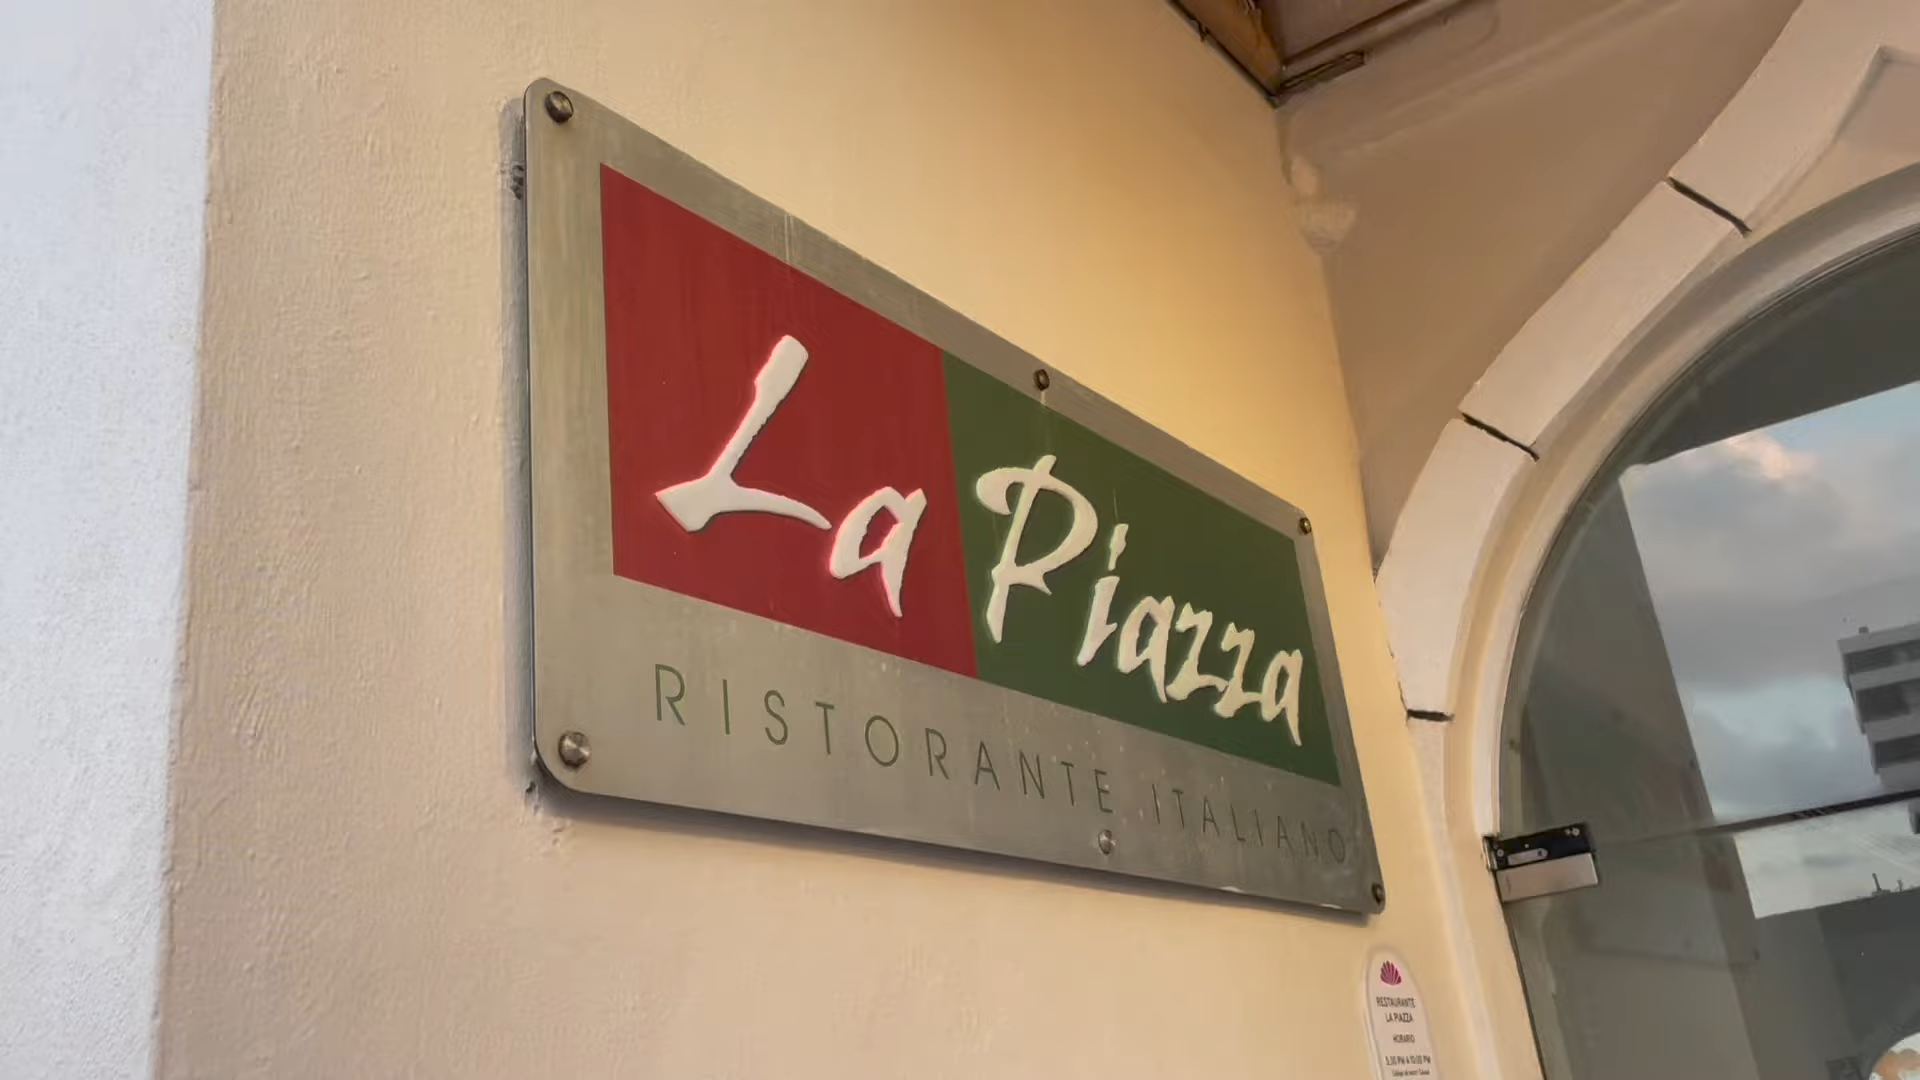 La Piazza
RISTORANTE ITALIANO
RESTAURANTE
LA PIAZZA
HORARIO